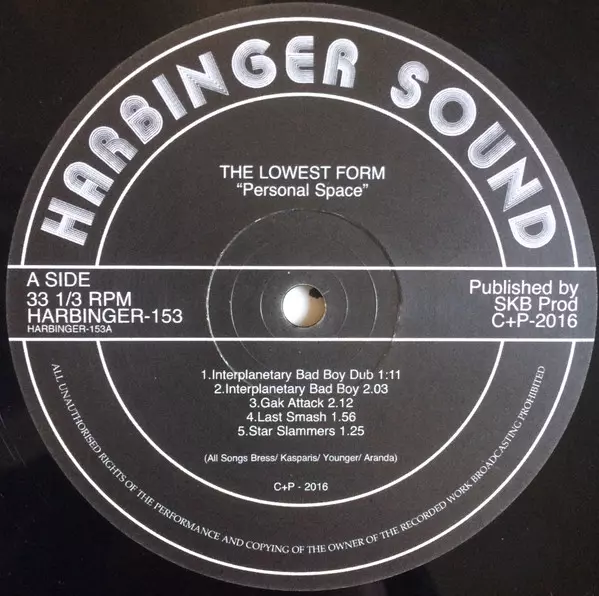 HARBINGER SOUND
THE LOWEST FORM
"Personal Space"
A SIDE
33 1/3 RPM
HARBINGER-153
HARBINGER-153A
Published by
SKB Prod
C+P-2016
1.Interplanetary Bad Boy Dub 1:11
2.Interplanetary Bad Boy 2.03
3.Gak Attack 2.12
4.Last Smash 1.56
5.Star Slammers 1.25
(All Songs Bress/ Kasparis/ Younger/ Aranda)
C+P - 2016
ALL UNAUTHORISED RIGHTS OF THE PERFORMANCE AND COPYING OF THE OWNER OF THE RECORDED WORK BROADCASTING PROHIBITED